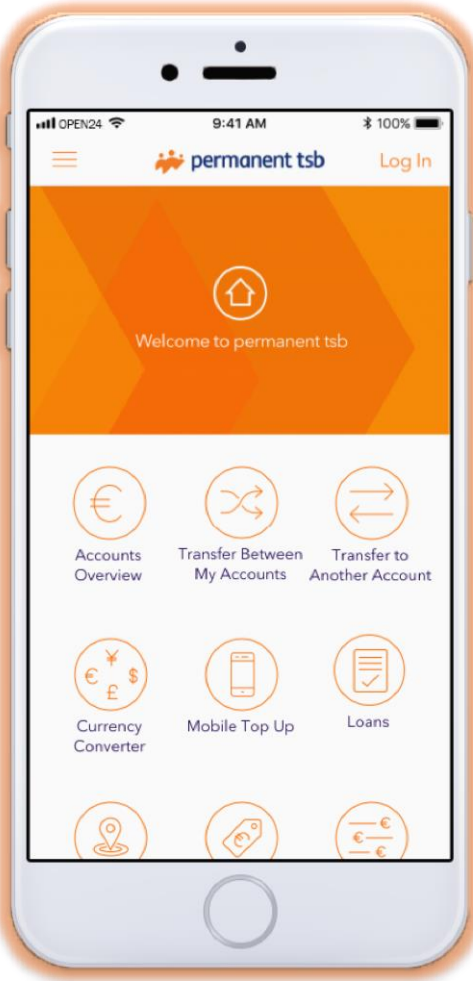 OPEN24 9:41 AM 100%
permanent tsb Log In
Welcome to permanent tsb
€
Accounts
Overview
Transfer Between
My Accounts
Transfer to
Another Account
¥
€ $
£
Currency
Converter
Mobile Top Up
Loans
€
€
€
€